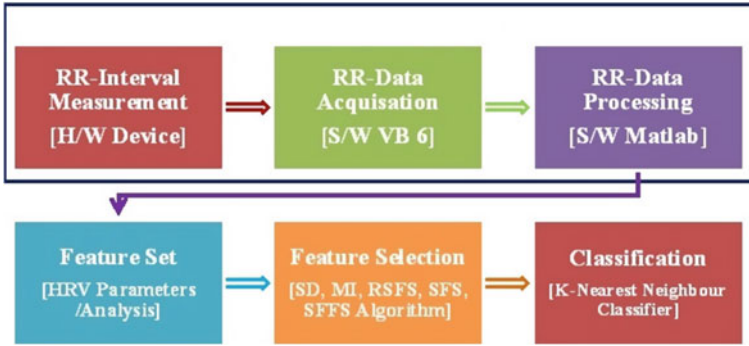 RR-Interval
Measurement
[H/W Device]
RR-Data
Acquisation
[S/W VB 6]
RR-Data
Processing
[S/W Matlab]
Feature Set
[HRV Parameters
/Analysis]
Feature Selection
[SD, MI, RSFS, SFS,
SFFS Algorithm]
Classification
[K-Nearest Neighbour
Classifier]